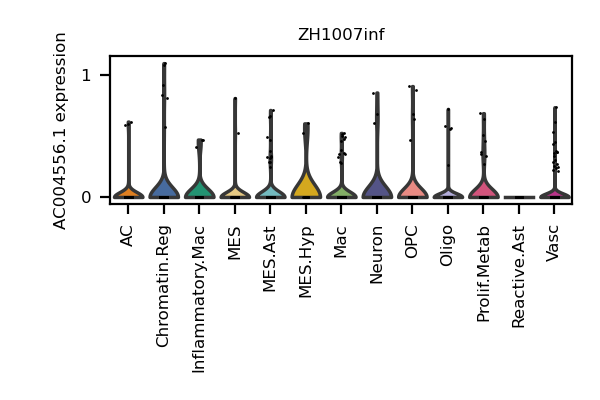 ZH1007inf
AC004556.1 expression
1
0
AC
Chromatin.Reg
Inflammatory.Mac
MES
MES.Ast
MES.Hyp
Mac
Neuron
OPC
Oligo
Prolif.Metab
Reactive.Ast
Vasc